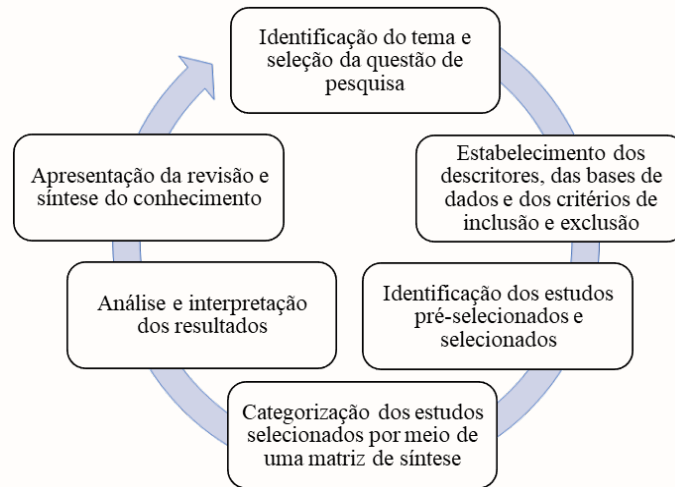 Identificação do tema e
seleção da questão de
pesquisa
Estabelecimento dos
descritores, das bases de
dados e dos critérios de
inclusão e exclusão
Identificação dos estudos
pré-selecionados e
selecionados
Categorização dos estudos
selecionados por meio de
uma matriz de síntese
Análise e interpretação
dos resultados
Apresentação da revisão e
síntese do conhecimento